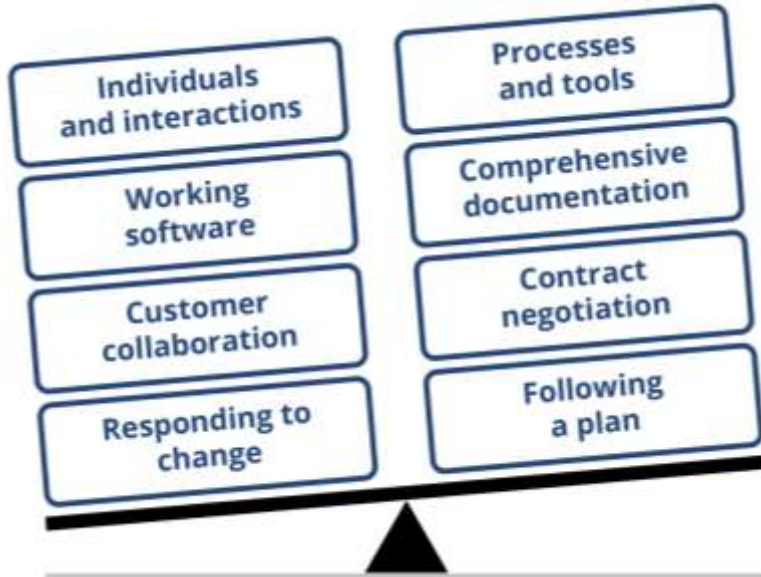 Individuals
and interactions
Working
software
Customer
collaboration
Responding to
change
Processes
and tools
Comprehensive
documentation
Contract
negotiation
Following
a plan